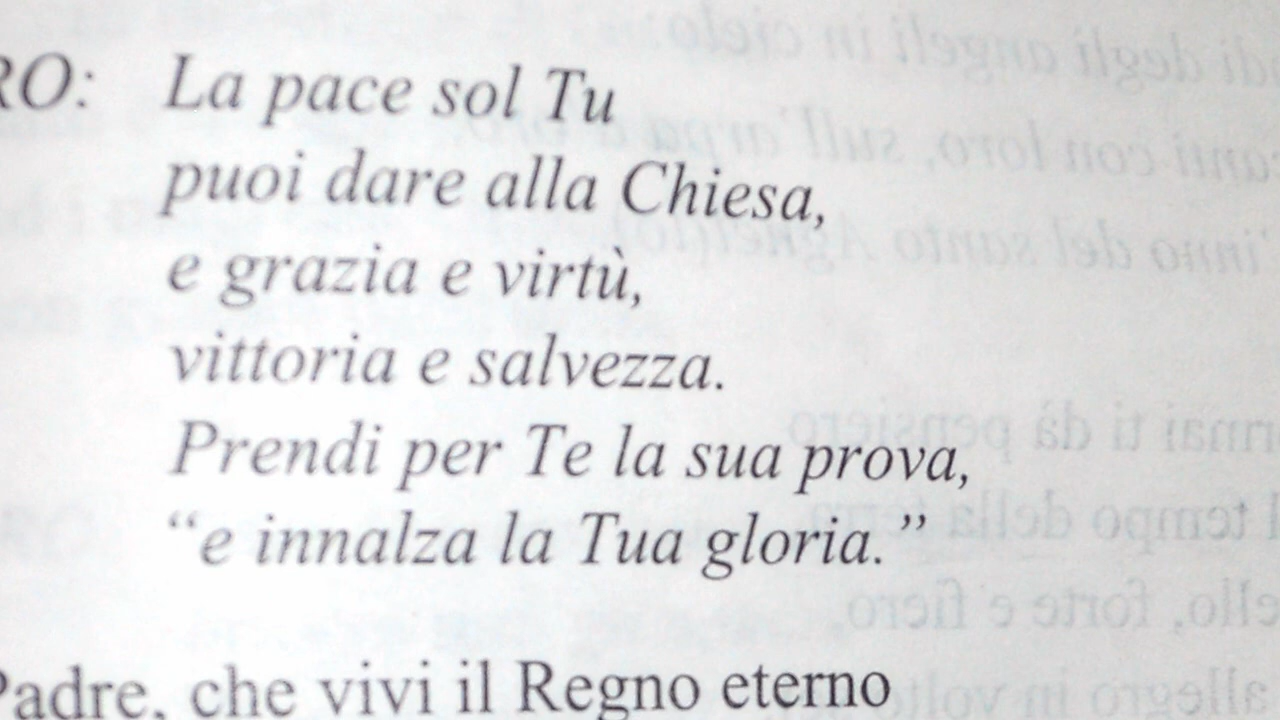 RO: La pace sol Tu
puoi dare alla Chiesa,
e grazia e virtù,
vittoria e salvezza.
Prendi per Te la sua prova,
“e innalza la Tua gloria.”
Padre, che vivi il Regno eterno